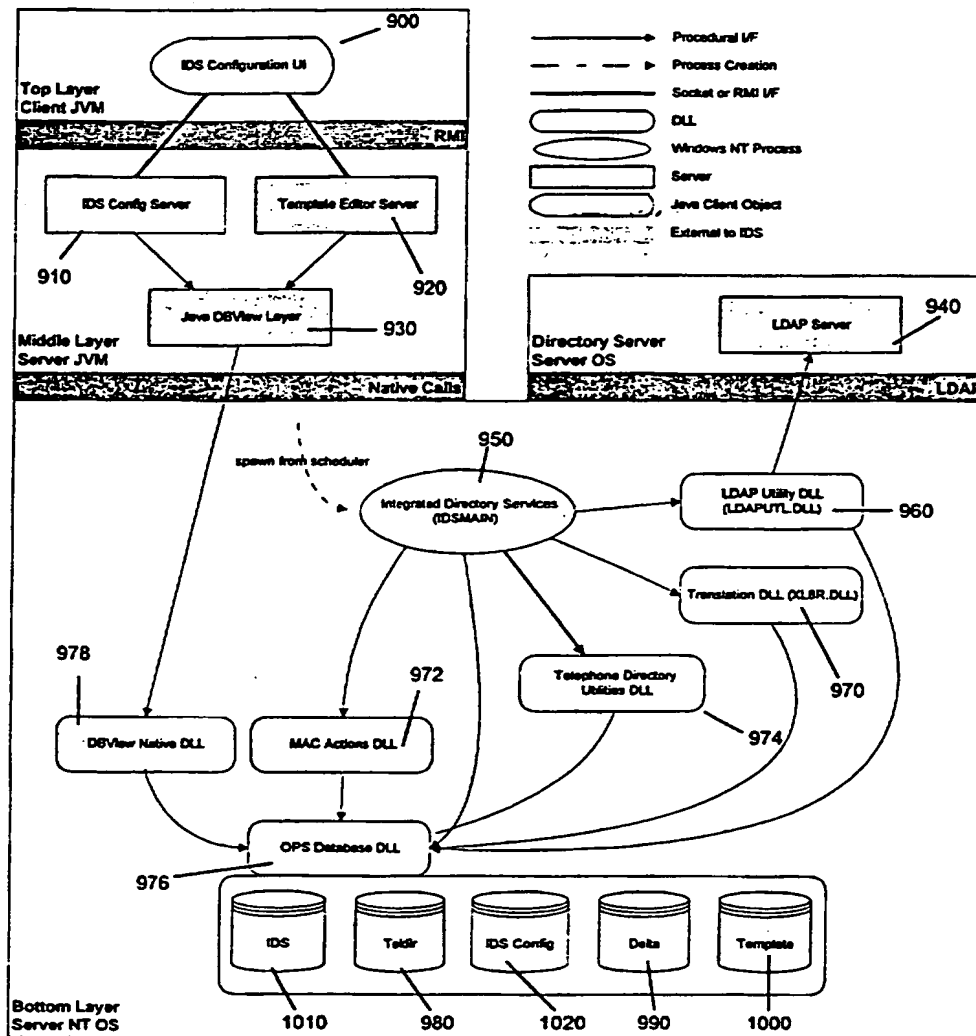 900
IDS Configuration UI
Top Layer
Client JVM
RMI
IDS Config Server
Template Editor Server
910
920
Java DBView Layer
930
Middle Layer
Server JVM
Native Calls
Procedural I/F
Process Creation
Socket or RMI I/F
DLL
Windows NT Process
Server
Java Client Object
External to IDS
940
LDAP Server
Directory Server
Server OS
LDAP
spawn from scheduler
950
Integrated Directory Services
(IDSMAIN)
LDAP Utility DLL
(LDAPUTL.DLL)
960
Translation DLL (XL8R.DLL)
970
978
972
Telephone Directory
Utilities DLL
974
DBView Native DLL
MAC Actions DLL
OPS Database DLL
976
IDS
Teldir
IDS Config
Delta
Template
Bottom Layer
Server NT OS
1010
980
1020
990
1000